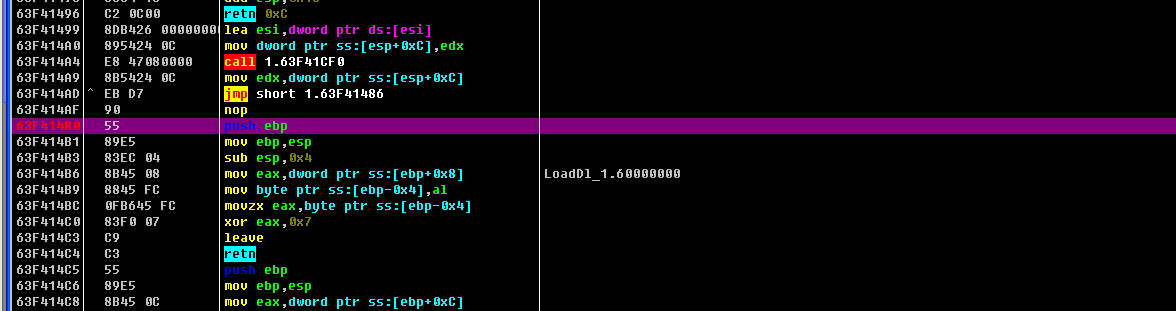 63F41496 C2 0C00 retn 0xC
63F41499 8DB426 00000000 lea esi,dword ptr ds:[esi]
63F414A0 895424 0C mov dword ptr ss:[esp+0xC],edx
63F414A4 E8 47080000 call 1.63F41CF0
63F414A9 8B5424 0C mov edx,dword ptr ss:[esp+0xC]
63F414AD ^ EB D7 jmp short 1.63F41486
63F414AF 90 nop
63F414B0 55 push ebp
63F414B1 89E5 mov ebp,esp
63F414B3 83EC 04 sub esp,0x4
63F414B6 8B45 08 mov eax,dword ptr ss:[ebp+0x8] LoadDl_1.60000000
63F414B9 8845 FC mov byte ptr ss:[ebp-0x4],al
63F414BC 0FB645 FC movzx eax,byte ptr ss:[ebp-0x4]
63F414C0 83F0 07 xor eax,0x7
63F414C3 C9 leave
63F414C4 C3 retn
63F414C5 55 push ebp
63F414C6 89E5 mov ebp,esp
63F414C8 8B45 0C mov eax,dword ptr ss:[ebp+0xC]